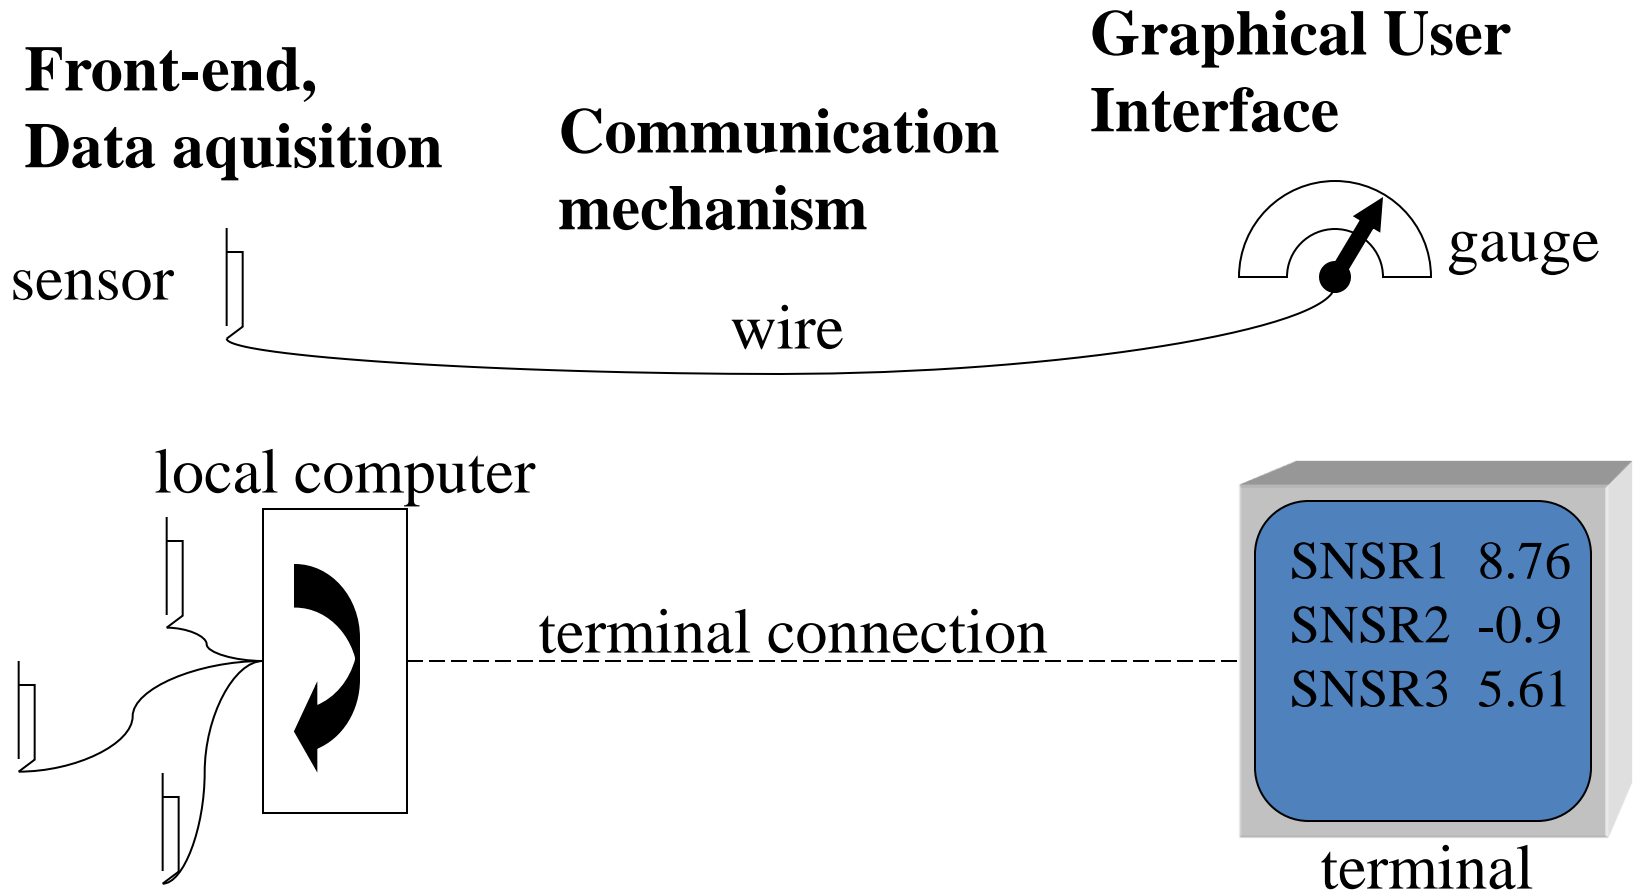 Front-end,
Data aquisition
Communication
mechanism
Graphical User
Interface
sensor
wire
gauge
local computer
terminal connection
SNSR1 8.76
SNSR2 -0.9
SNSR3 5.61
terminal